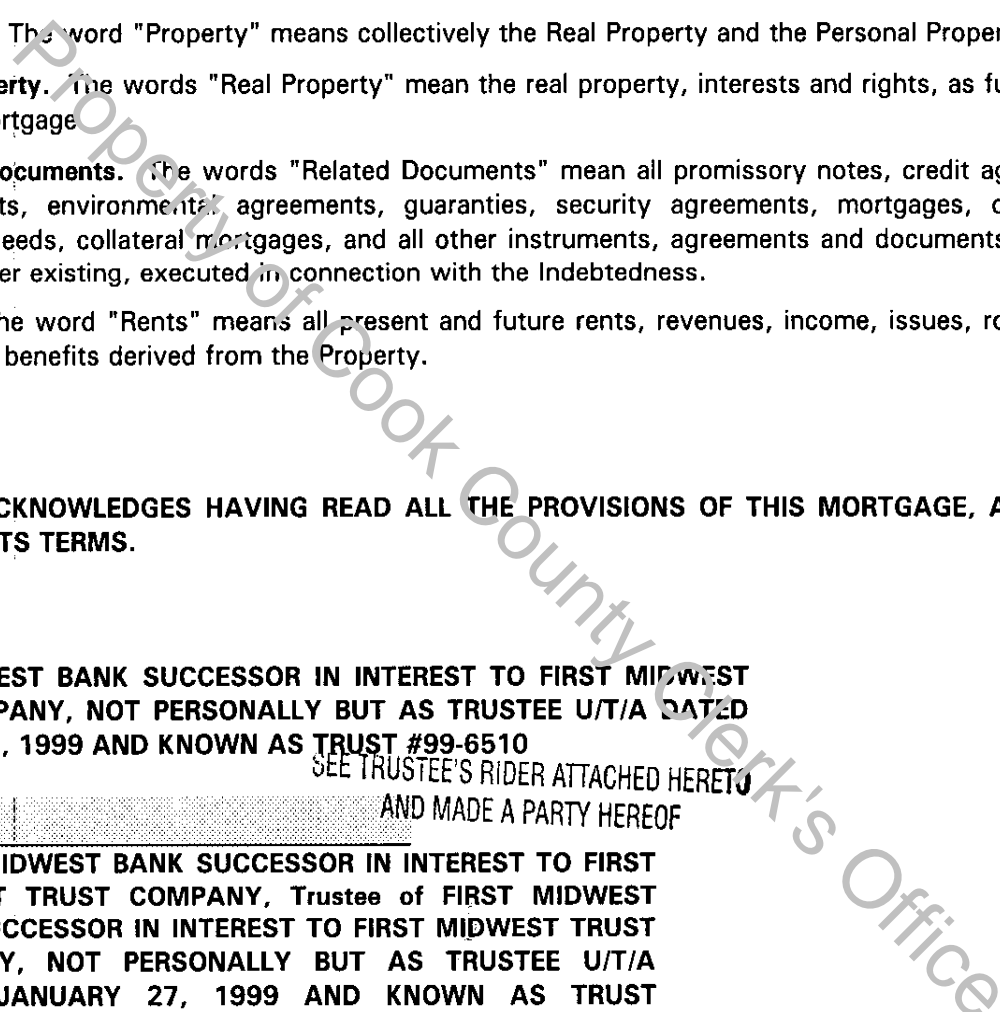 The word "Property" means collectively the Real Property and the Personal Proper
erty. The words "Real Property" mean the real property, interests and rights, as fu
ortgage
ocuments. The words "Related Documents" mean all promissory notes, credit ag
ts, environmental agreements, guaranties, security agreements, mortgages, d
eeds, collateral mortgages, and all other instruments, agreements and documents
er existing, executed in connection with the Indebtedness.
he word "Rents" means all present and future rents, revenues, income, issues, ro
benefits derived from the Property.
CKNOWLEDGES HAVING READ ALL THE PROVISIONS OF THIS MORTGAGE, A
TS TERMS.
EST BANK SUCCESSOR IN INTEREST TO FIRST MIDWEST
PANY, NOT PERSONALLY BUT AS TRUSTEE U/T/A DATED
, 1999 AND KNOWN AS TRUST #99-6510
SEE TRUSTEE'S RIDER ATTACHED HERETO
AND MADE A PARTY HEREOF
IDWEST BANK SUCCESSOR IN INTEREST TO FIRST
T TRUST COMPANY, Trustee of FIRST MIDWEST
CCESSOR IN INTEREST TO FIRST MIDWEST TRUST
Y, NOT PERSONALLY BUT AS TRUSTEE U/T/A
JANUARY 27, 1999 AND KNOWN AS TRUST
Property of Cook County Clerk's Office